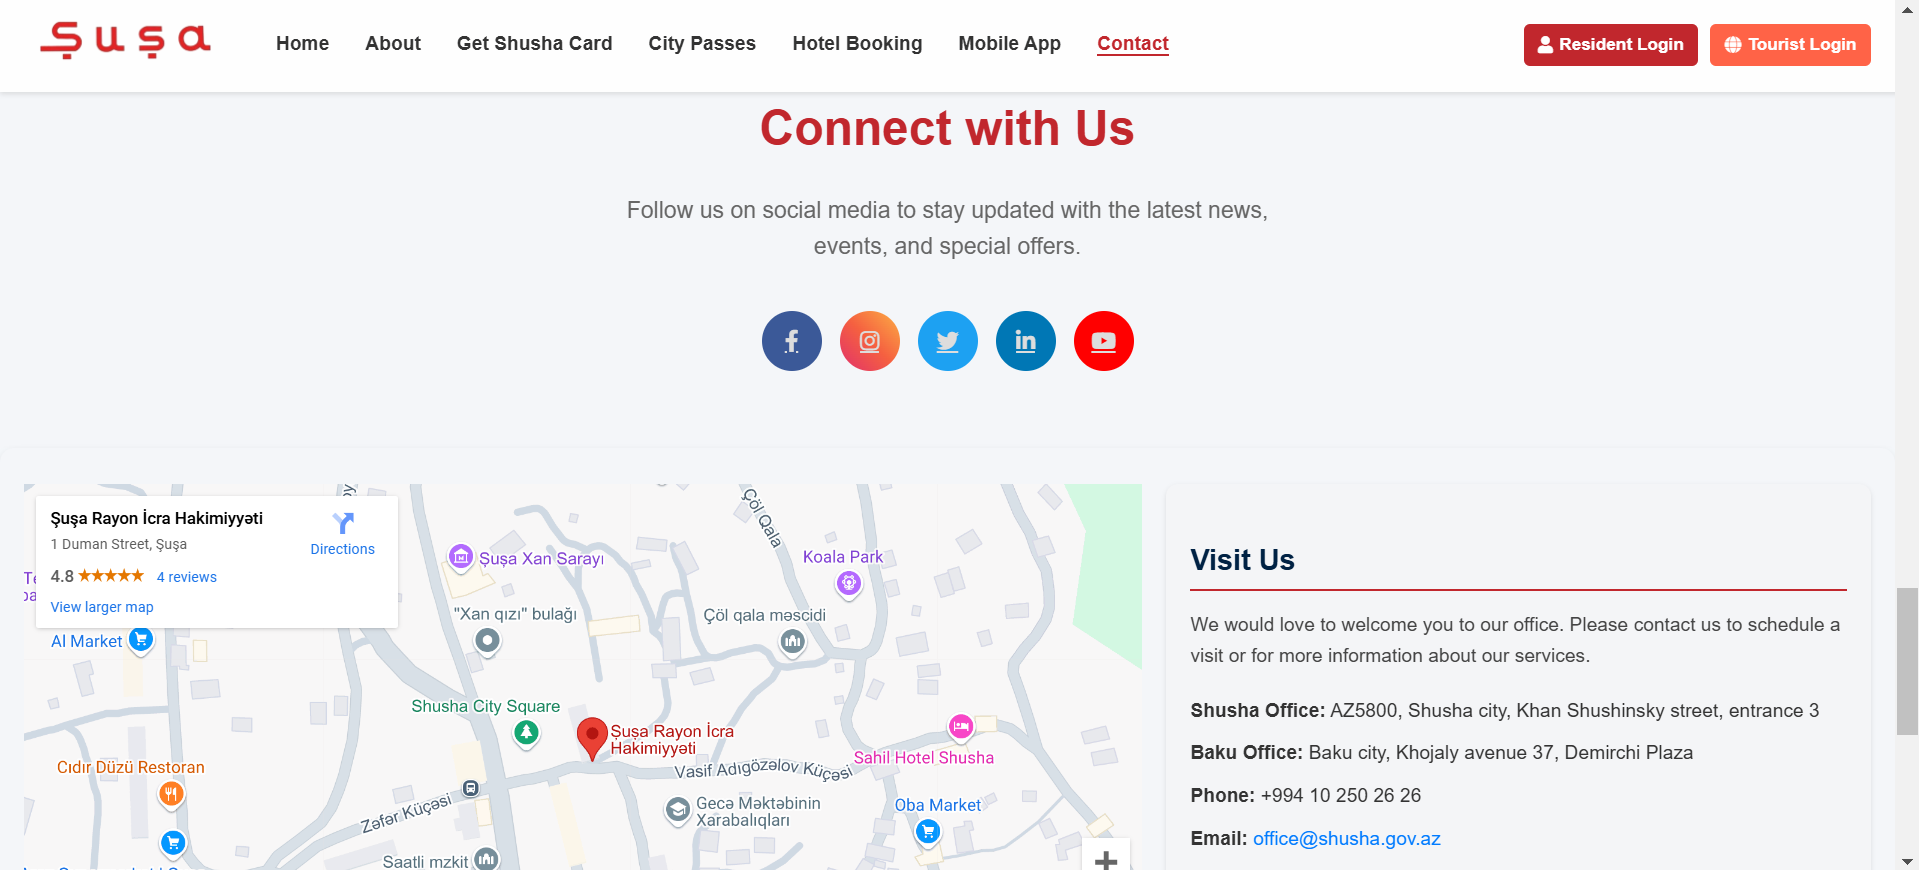 Şuşa
Home
About
Get Shusha Card
City Passes
Hotel Booking
Mobile App
Contact
Resident Login
Tourist Login
Connect with Us
Follow us on social media to stay updated with the latest news,
events, and special offers.
Şuşa Rayon İcra Hakimiyyəti
1 Duman Street, Şuşa
4.8
4 reviews
View larger map
Directions
Al Market
Şuşa Xan Sarayı
"Xan qızı" bulağı
Çöl Qala
Koala Park
Çöl qala məscidi
Shusha City Square
Şuşa Rayon İcra
Hakimiyyəti
Cıdır Düzü Restoran
Vasif Adıgözəlov Küçəsi
Sahil Hotel Shusha
Zəfər Küçəsi
Gecə Məktəbinin
Xarabalıqları
Oba Market
Saatli mzkit
Visit Us
We would love to welcome you to our office. Please contact us to schedule a
visit or for more information about our services.
Shusha Office: AZ5800, Shusha city, Khan Shushinsky street, entrance 3
Baku Office: Baku city, Khojaly avenue 37, Demirchi Plaza
Phone: +994 10 250 26 26
Email: office@shusha.gov.az